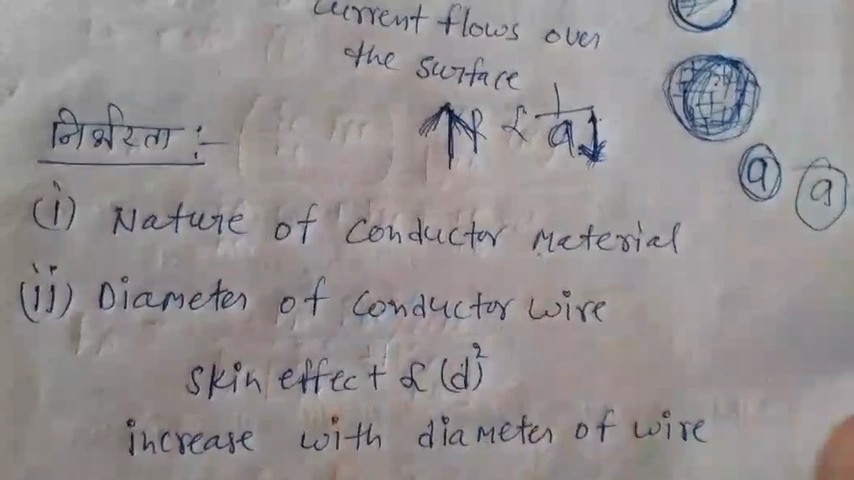 current flows over
the surface
निर्भरता :- ↑R ∝ 1/a↓
a a
(i) Nature of conductor material
(ii) Diameter of conductor wire
skin effect ∝ (d)²
increase with diameter of wire